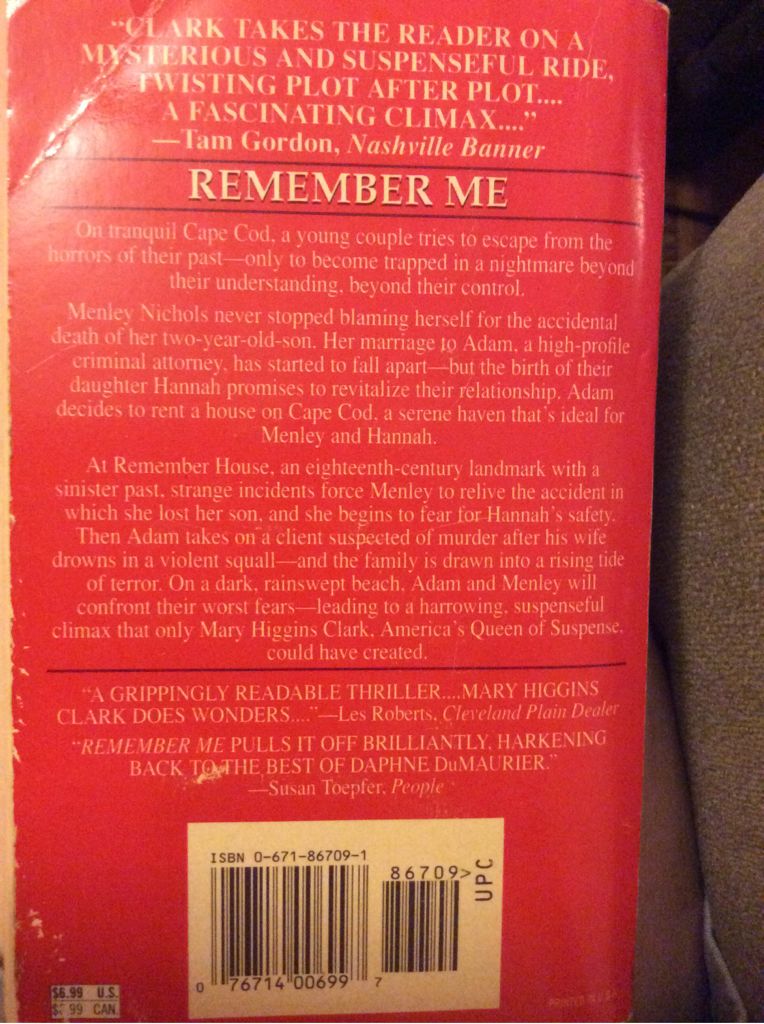 "CLARK TAKES THE READER ON A
MYSTERIOUS AND SUSPENSEFUL RIDE,
TWISTING PLOT AFTER PLOT....
A FASCINATING CLIMAX...."
—Tam Gordon, Nashville Banner
REMEMBER ME
On tranquil Cape Cod, a young couple tries to escape from the
horrors of their past—only to become trapped in a nightmare beyond
their understanding, beyond their control.
Menley Nichols never stopped blaming herself for the accidental
death of her two-year-old-son. Her marriage to Adam, a high-profile
criminal attorney, has started to fall apart—but the birth of their
daughter Hannah promises to revitalize their relationship. Adam
decides to rent a house on Cape Cod, a serene haven that's ideal for
Menley and Hannah.
At Remember House, an eighteenth-century landmark with a
sinister past, strange incidents force Menley to relive the accident in
which she lost her son, and she begins to fear for Hannah's safety.
Then Adam takes on a client suspected of murder after his wife
drowns in a violent squall—and the family is drawn into a rising tide
of terror. On a dark, rainswept beach, Adam and Menley will
confront their worst fears—leading to a harrowing, suspenseful
climax that only Mary Higgins Clark, America's Queen of Suspense,
could have created.
"A GRIPPINGLY READABLE THRILLER....MARY HIGGINS
CLARK DOES WONDERS...."—Les Roberts, Cleveland Plain Dealer
"REMEMBER ME PULLS IT OFF BRILLIANTLY, HARKENING
BACK TO THE BEST OF DAPHNE DuMAURIER."
—Susan Toepfer, People
ISBN 0-671-86709-1
86709>
UPC
0 76714 00699 7
$6.99 U.S.
99 CAN.
PRINTED IN U.S.A.